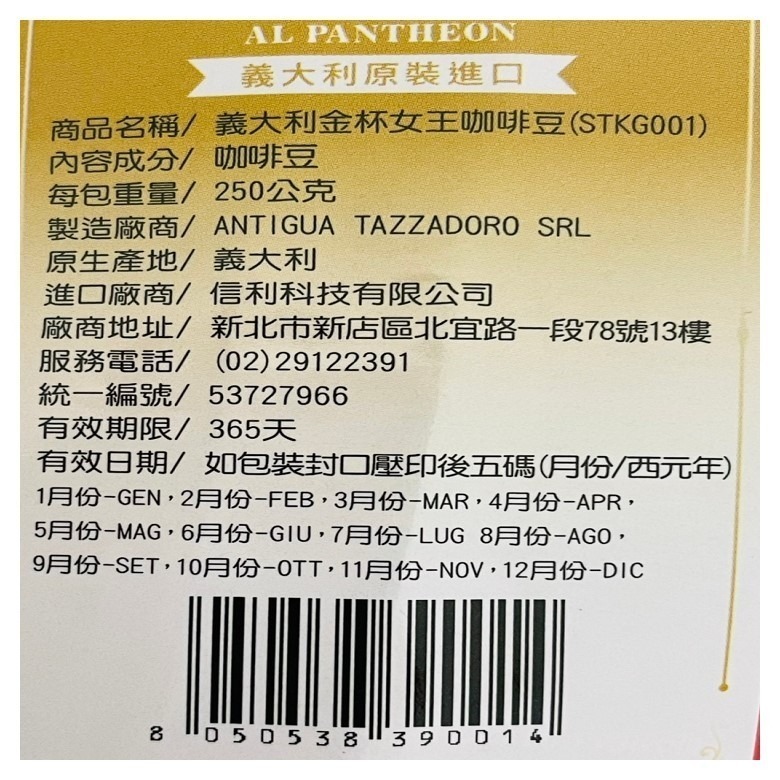 AL PANTHEON
義大利原裝進口
商品名稱/ 義大利金杯女王咖啡豆(STKG001)
內容成分/ 咖啡豆
每包重量/ 250公克
製造廠商/ ANTIGUA TAZZADORO SRL
原生產地/ 義大利
進口廠商/ 信利科技有限公司
廠商地址/ 新北市新店區北宜路一段78號13樓
服務電話/ (02)29122391
統一編號/ 53727966
有效期限/ 365天
有效日期/ 如包裝封口壓印後五碼(月份/西元年)
1月份-GEN，2月份-FEB，3月份-MAR，4月份-APR，
5月份-MAG，6月份-GIU，7月份-LUG 8月份-AGO，
9月份-SET，10月份-OTT，11月份-NOV，12月份-DIC
8 050538 390014